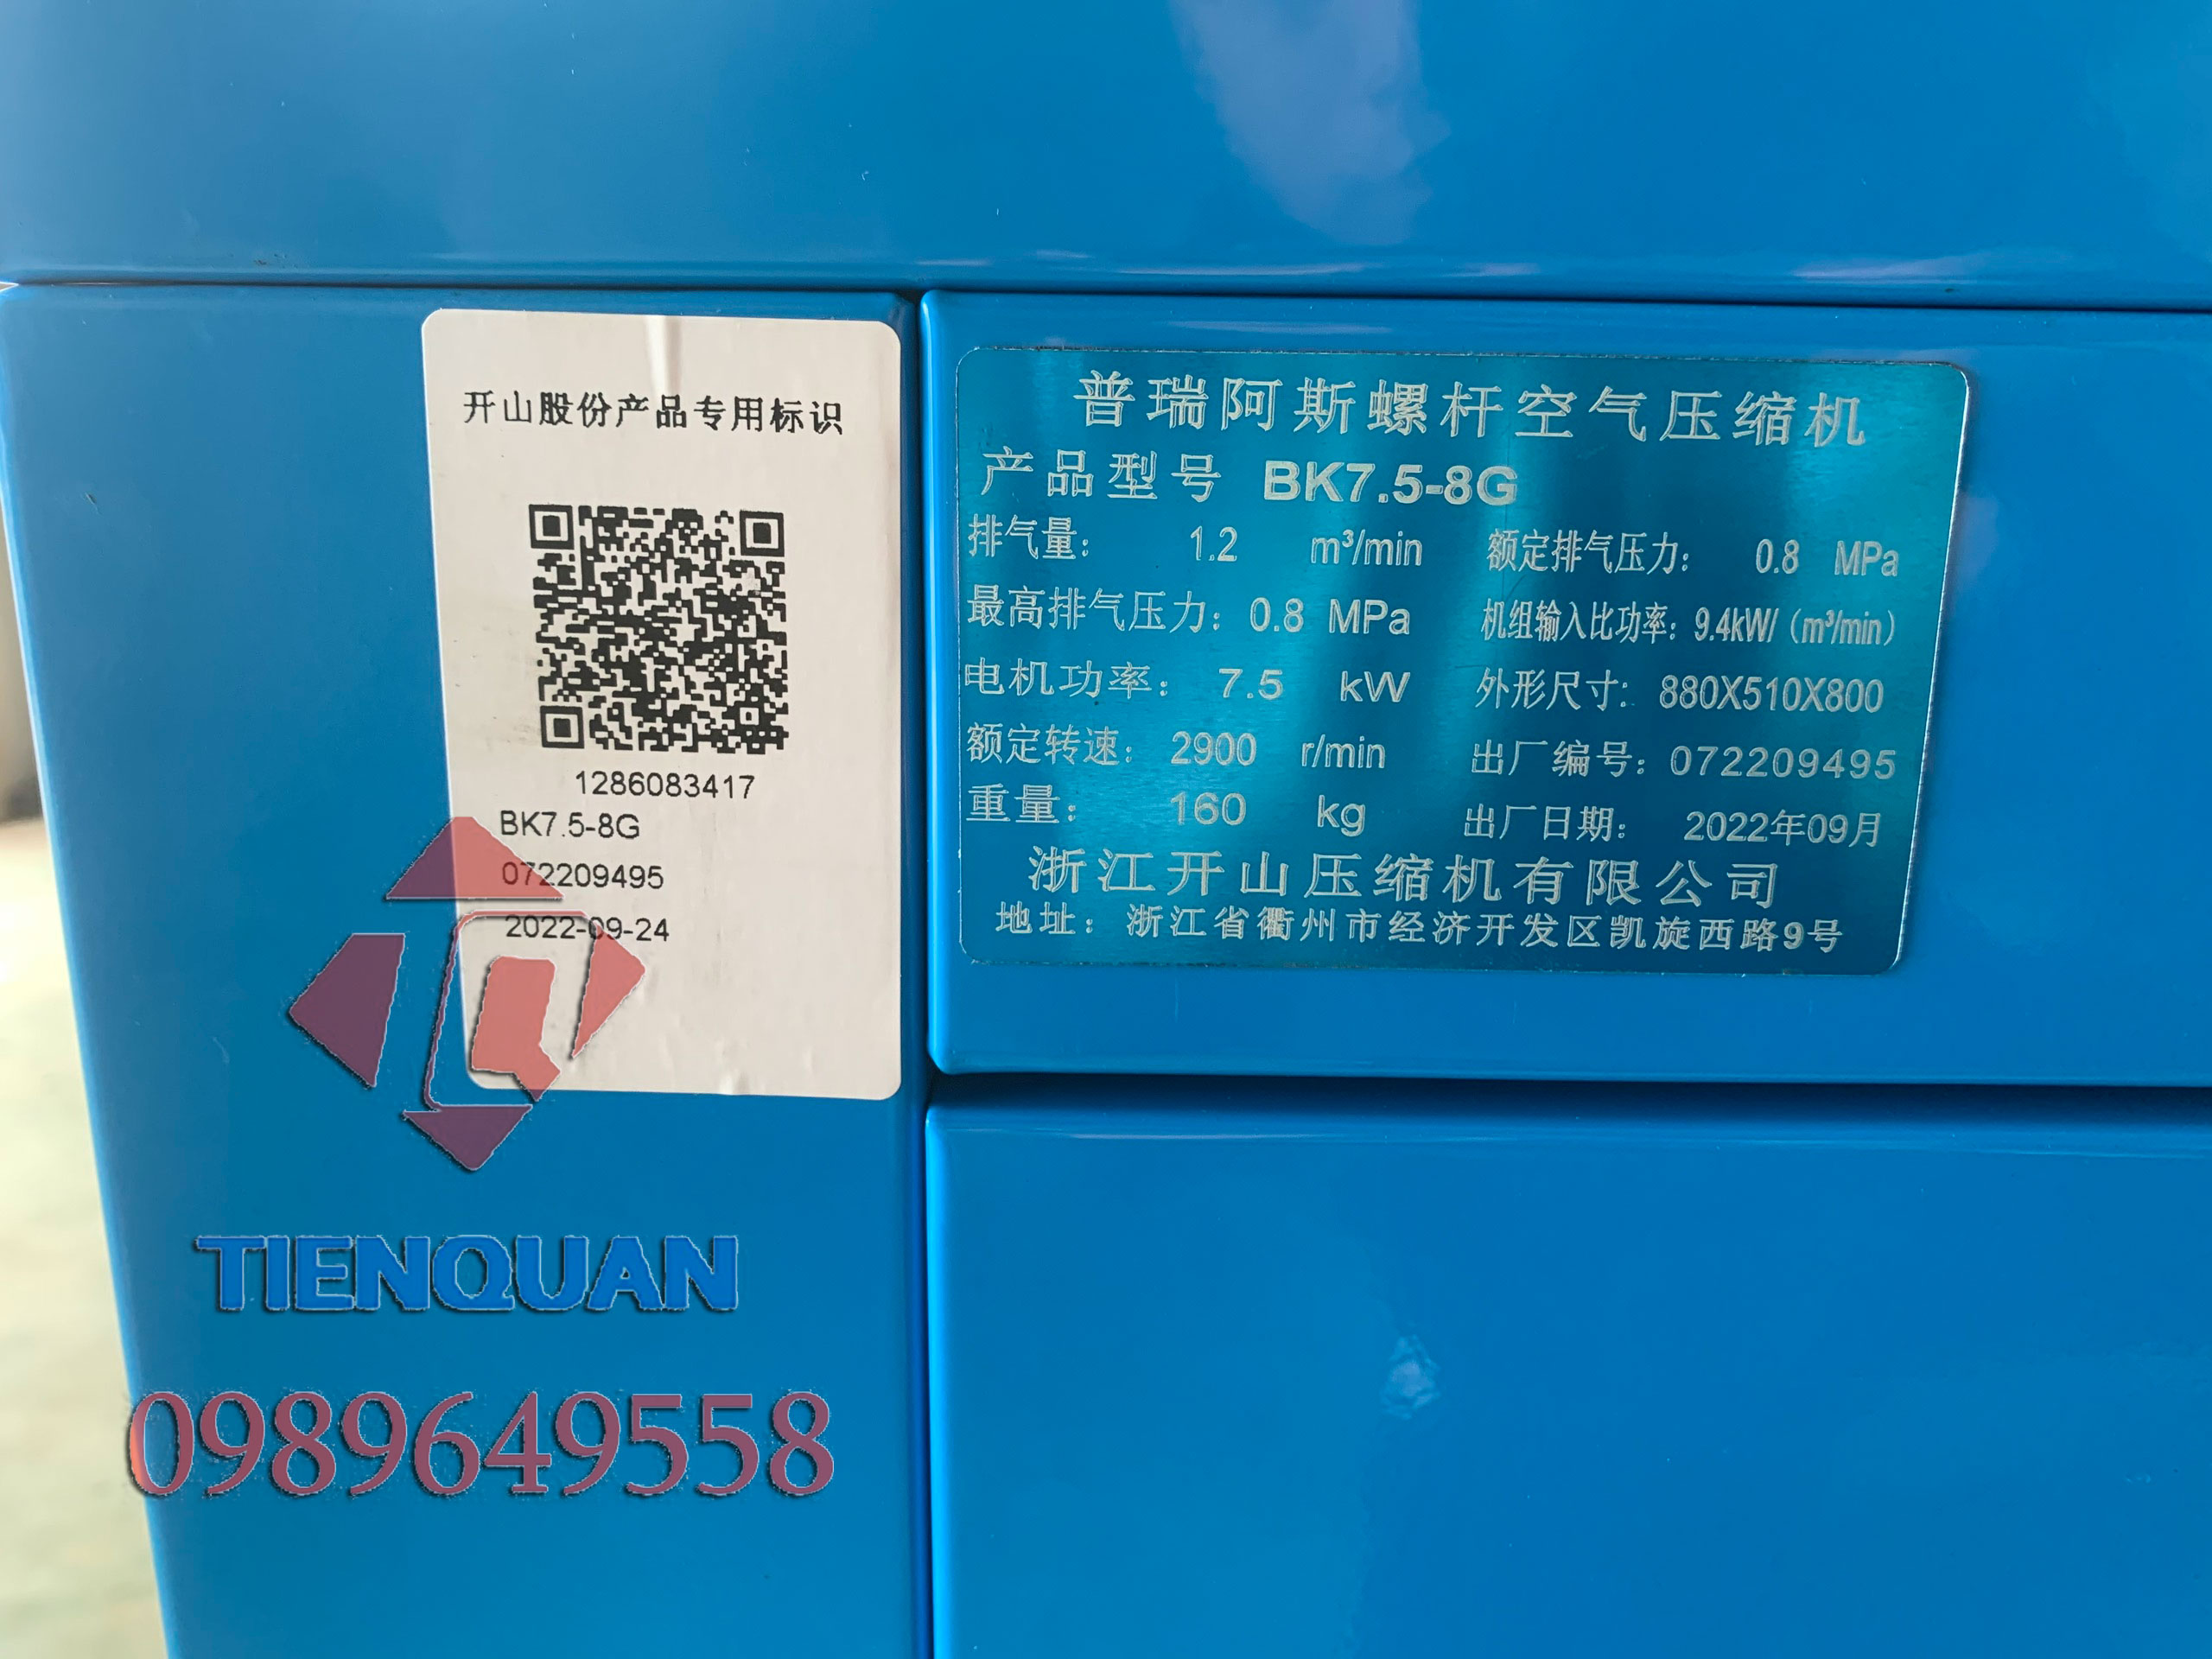 开山股份产品专用标识
1286083417
BK7.5-8G
072209495
2022-09-24
普瑞阿斯螺杆空气压缩机
产品型号 BK7.5-8G
排气量： 1.2 m³/min 额定排气压力： 0.8 MPa
最高排气压力： 0.8 MPa 机组输入比功率： 9.4kW/（m³/min）
电机功率： 7.5 kW 外形尺寸： 880X510X800
额定转速： 2900 r/min 出厂编号： 072209495
重量： 160 kg 出厂日期： 2022年09月
浙江开山压缩机有限公司
地址： 浙江省衢州市经济开发区凯旋西路9号
TIENQUAN
0989649558